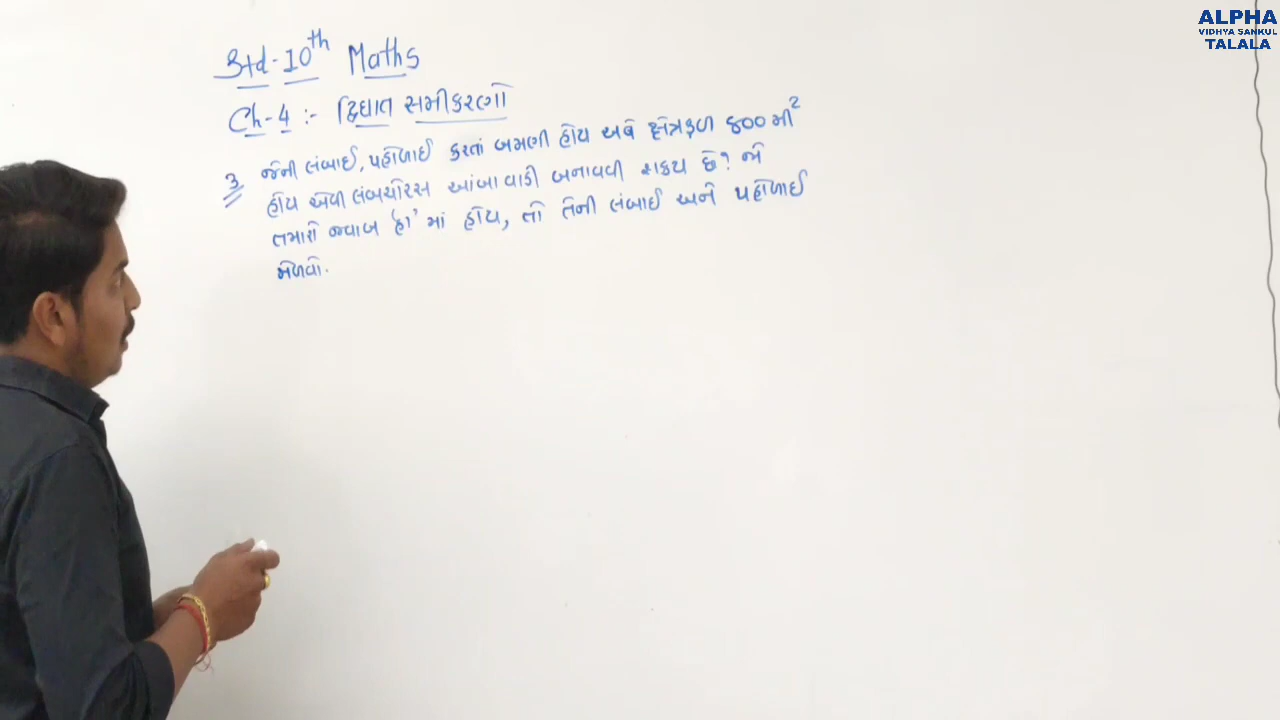 ALPHA
VIDHYA SANKUL
TALALA
Std-10th Maths
Ch-4 :- દ્વિઘાત સમીકરણો
3 જેની લંબાઈ, પહોળાઈ કરતાં બમણી હોય અને ક્ષેત્રફળ ૮૦૦ મી²
હોય એવી લંબચોરસ આંબાવાડી બનાવવી શક્ય છે? જો
તમારો જવાબ 'હા' માં હોય, તો તેની લંબાઈ અને પહોળાઈ
મેળવો.